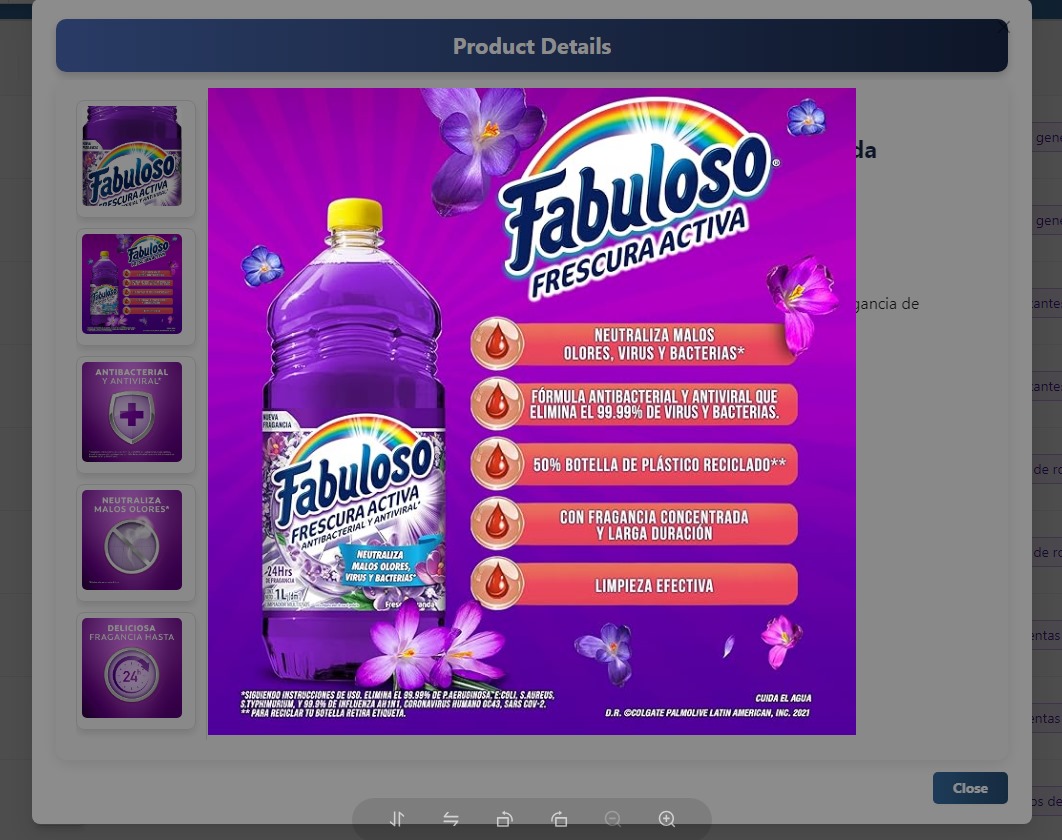 Product Details
Fabuloso
FRESCURA ACTIVA
Fabuloso®
FRESCURA ACTIVA
NEUTRALIZA MALOS
OLORES, VIRUS Y BACTERIAS*
FÓRMULA ANTIBACTERIAL Y ANTIVIRAL QUE
ELIMINA EL 99.99% DE VIRUS Y BACTERIAS.
50% BOTELLA DE PLÁSTICO RECICLADO**
CON FRAGANCIA CONCENTRADA
Y LARGA DURACIÓN
LIMPIEZA EFECTIVA
NUEVA
FRAGANCIA
Fabuloso
FRESCURA ACTIVA
ANTIBACTERIAL Y ANTIVIRAL*
NEUTRALIZA
MALOS OLORES,
VIRUS Y BACTERIAS*
24Hrs
DE FRAGANCIA
1L
*SIGUIENDO INSTRUCCIONES DE USO. ELIMINA EL 99.99% DE P.AERUGINOSA, E.COLI, S.AUREUS,
S.TYPHIMURIUM, Y 99.9% DE INFLUENZA AH1N1, CORONAVIRUS HUMANO OC43, SARS COV-2.
** PARA RECICLAR TU BOTELLA RETIRA ETIQUETA.
CUIDA EL AGUA
D.R. ©COLGATE PALMOLIVE LATIN AMERICAN, INC. 2021
Fabuloso
ANTIBACTERIAL
Y ANTIVIRAL*
NEUTRALIZA
MALOS OLORES*
DELICIOSA
FRAGANCIA HASTA
24
da
gancia de
Close